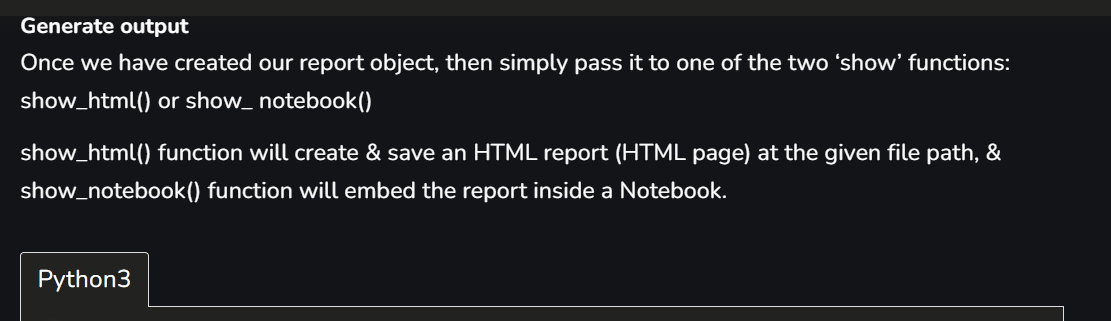 Generate output
Once we have created our report object, then simply pass it to one of the two ‘show’ functions:
show_html() or show_ notebook()
show_html() function will create & save an HTML report (HTML page) at the given file path, &
show_notebook() function will embed the report inside a Notebook.
Python3